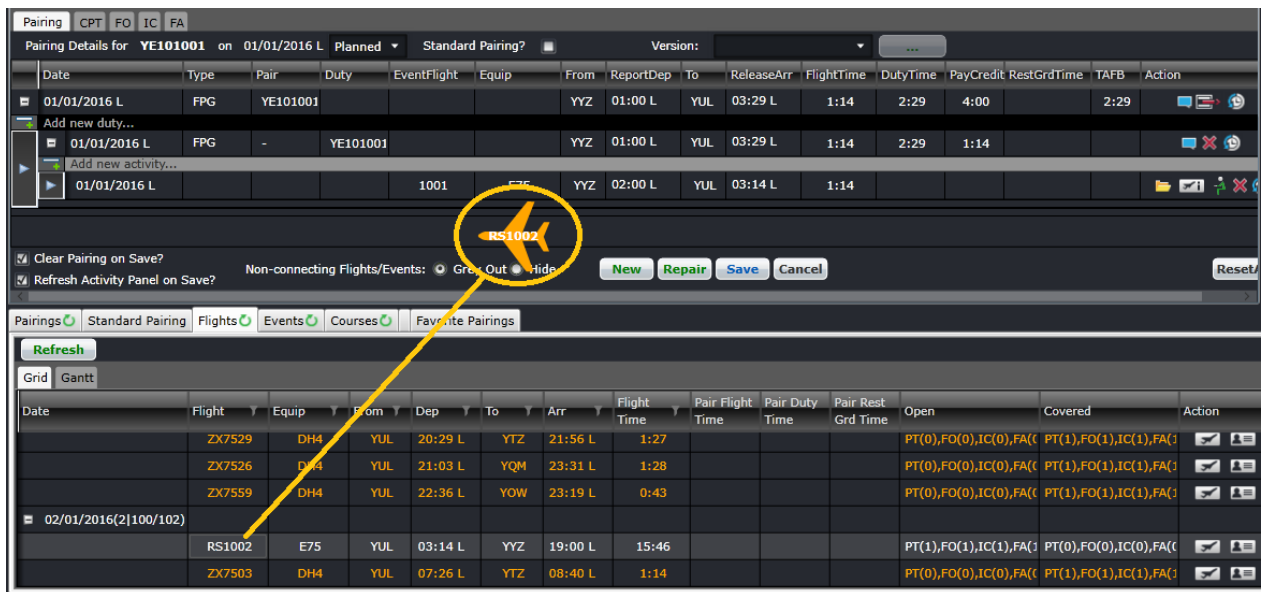 Pairing CPT FO IC FA
Pairing Details for YE101001 on 01/01/2016 L Planned Standard Pairing? Version: ...
Date Type Pair Duty EventFlight Equip From ReportDep To ReleaseArr FlightTime DutyTime PayCredit RestGrdTime TAFB Action
01/01/2016 L FPG YE101001 YYZ 01:00 L YUL 03:29 L 1:14 2:29 4:00 2:29
Add new duty...
01/01/2016 L FPG - YE101001 YYZ 01:00 L YUL 03:29 L 1:14 2:29 1:14
Add new activity...
01/01/2016 L 1001 E75 YYZ 02:00 L YUL 03:14 L 1:14
RS1002
Clear Pairing on Save?
Non-connecting Flights/Events: Grey Out Hide New Repair Save Cancel Reset/
Refresh Activity Panel on Save?
Pairings Standard Pairing Flights Events Courses Favorite Pairings
Refresh
Grid Gantt
Date Flight Equip From Dep To Arr Flight Time Pair Flight Time Pair Duty Time Pair Rest Grd Time Open Covered Action
ZX7529 DH4 YUL 20:29 L YTZ 21:56 L 1:27 PT(0),FO(0),IC(0),FA( PT(1),FO(1),IC(1),FA(1
ZX7526 DH4 YUL 21:03 L YQM 23:31 L 1:28 PT(0),FO(0),IC(0),FA( PT(1),FO(1),IC(1),FA(1
ZX7559 DH4 YUL 22:36 L YOW 23:19 L 0:43 PT(0),FO(0),IC(0),FA( PT(1),FO(1),IC(1),FA(1
02/01/2016(2|100/102)
RS1002 E75 YUL 03:14 L YYZ 19:00 L 15:46 PT(1),FO(1),IC(1),FA(1 PT(0),FO(0),IC(0),FA(
ZX7503 DH4 YUL 07:26 L YTZ 08:40 L 1:14 PT(0),FO(0),IC(0),FA( PT(1),FO(1),IC(1),FA(1